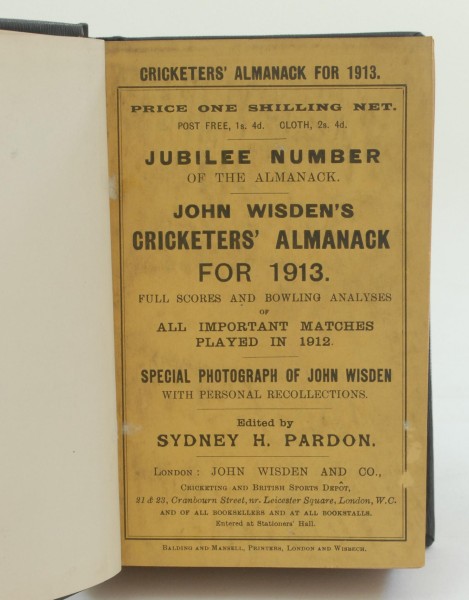 CRICKETERS' ALMANACK FOR 1913.
PRICE ONE SHILLING NET.
POST FREE, 1s. 4d. CLOTH, 2s. 4d.
JUBILEE NUMBER
OF THE ALMANACK.
JOHN WISDEN'S
CRICKETERS' ALMANACK
FOR 1913.
FULL SCORES AND BOWLING ANALYSES
OF
ALL IMPORTANT MATCHES
PLAYED IN 1912.
SPECIAL PHOTOGRAPH OF JOHN WISDEN
WITH PERSONAL RECOLLECTIONS.
Edited by
SYDNEY H. PARDON.
LONDON: JOHN WISDEN AND CO.,
CRICKETING AND BRITISH SPORTS DEPÔT,
21 & 23, Cranbourn Street, nr. Leicester Square, London, W.C.
AND OF ALL BOOKSELLERS AND AT ALL BOOKSTALLS.
Entered at Stationers' Hall.
BALDING AND MANSELL, PRINTERS, LONDON AND WISBECH.